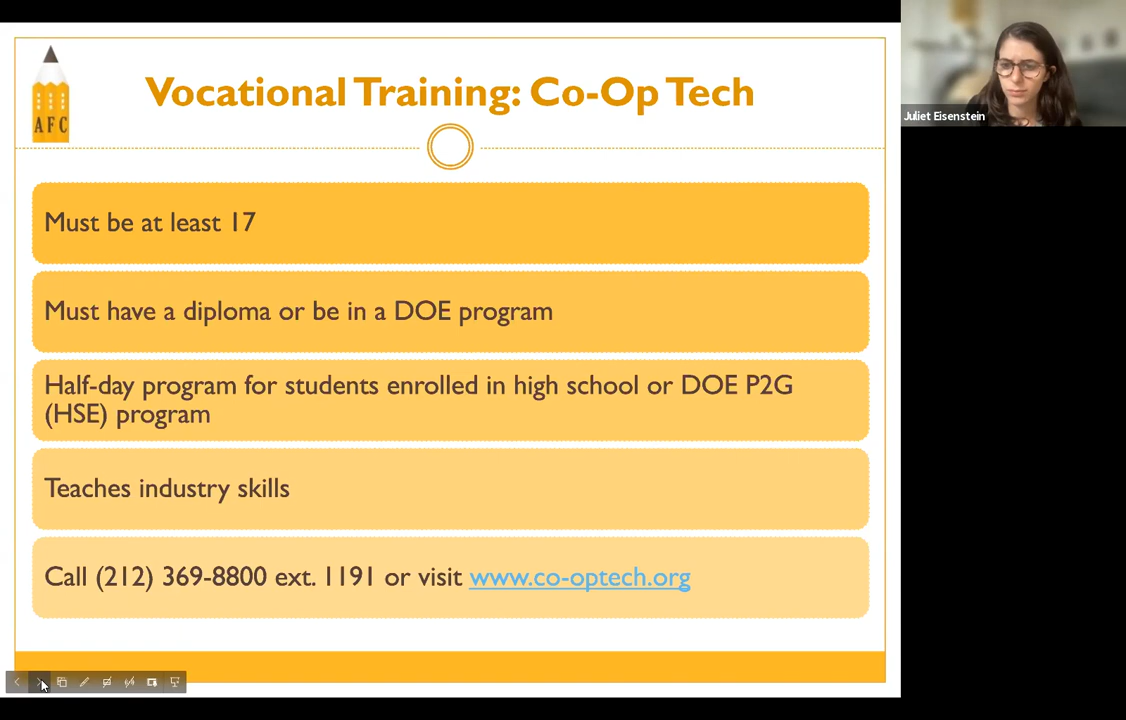 Vocational Training: Co-Op Tech
AFC
Must be at least 17
Must have a diploma or be in a DOE program
Half-day program for students enrolled in high school or DOE P2G
(HSE) program
Teaches industry skills
Call (212) 369-8800 ext. 1191 or visit www.co-optech.org
Juliet Eisenstein